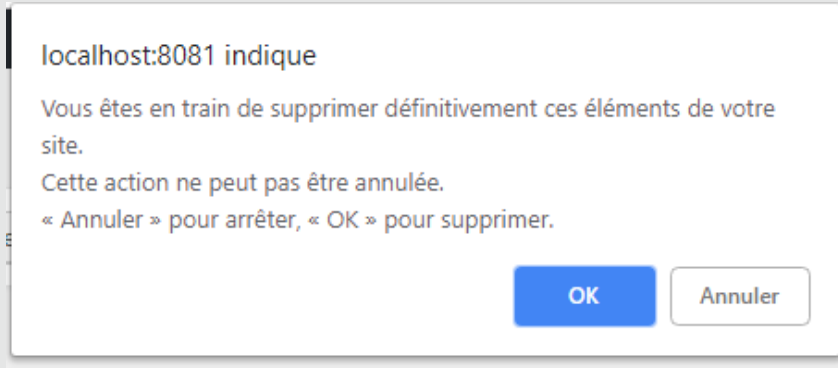 localhost:8081 indique
Vous êtes en train de supprimer définitivement ces éléments de votre
site.
Cette action ne peut pas être annulée.
« Annuler » pour arrêter, « OK » pour supprimer.
OK
Annuler